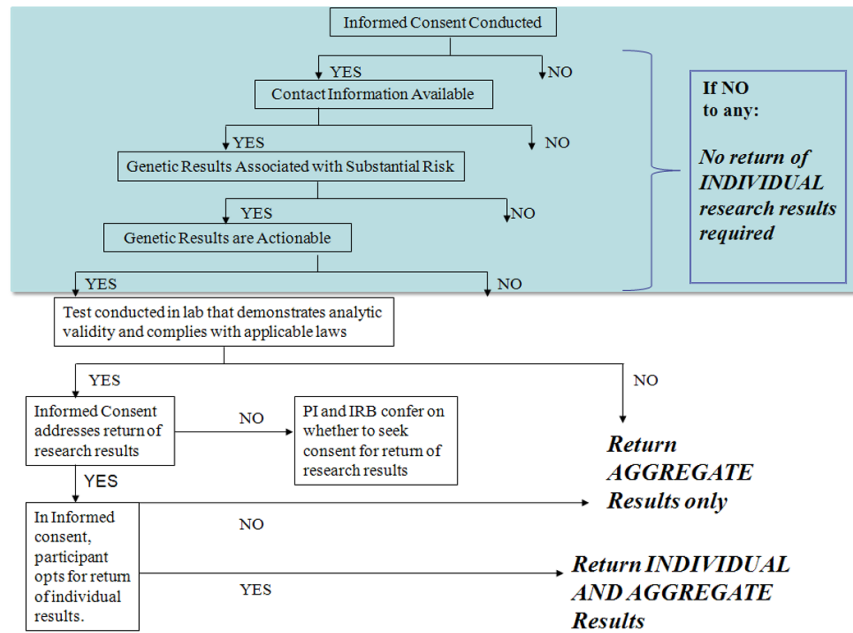 Informed Consent Conducted
YES
NO
Contact Information Available
If NO
to any:
YES
NO
No return of
INDIVIDUAL
research results
required
Genetic Results Associated with Substantial Risk
YES
NO
Genetic Results are Actionable
YES
NO
Test conducted in lab that demonstrates analytic
validity and complies with applicable laws
YES
NO
Informed Consent
addresses return of
research results
NO
PI and IRB confer on
whether to seek
consent for return of
research results
Return
AGGREGATE
Results only
YES
In Informed
consent,
participant
opts for return
of individual
results.
NO
YES
Return INDIVIDUAL
AND AGGREGATE
Results